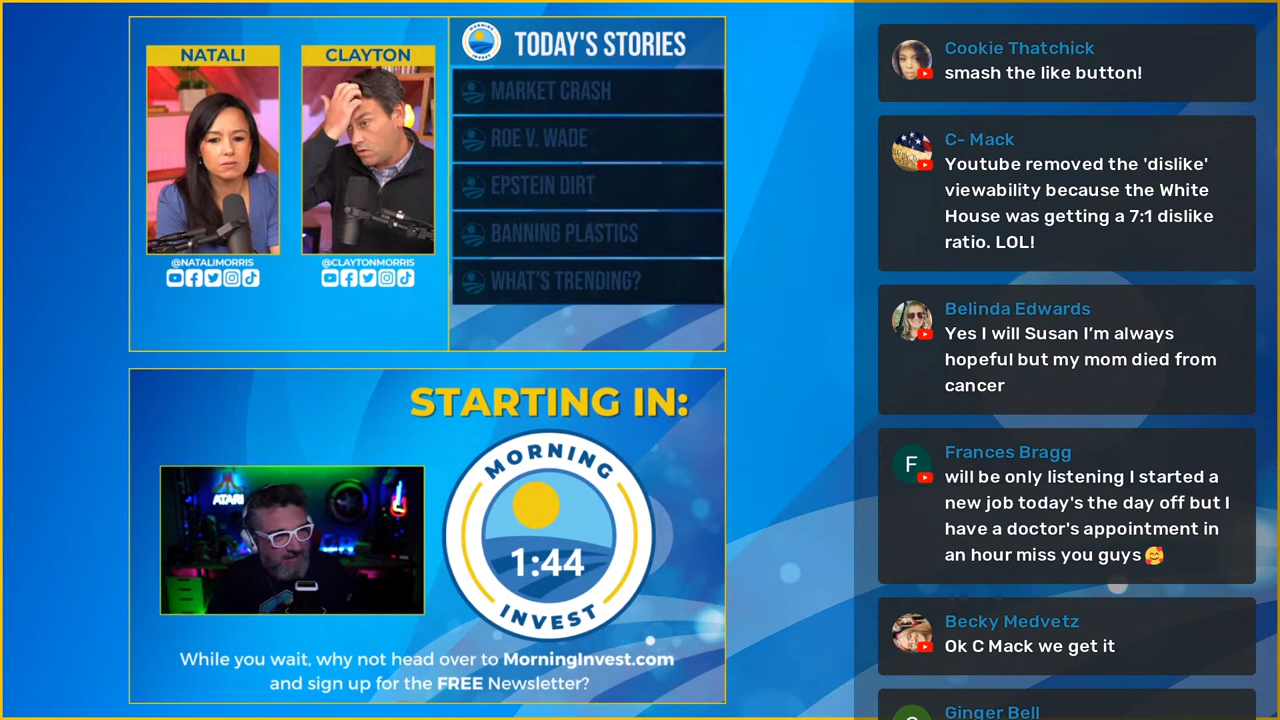 NATALI
CLAYTON
@NATALIMORRIS
@CLAYTONMORRIS
MORNING
INVEST
TODAY'S STORIES
MARKET CRASH
ROE V. WADE
EPSTEIN DIRT
BANNING PLASTICS
WHAT'S TRENDING?
STARTING IN:
ATARI
MORNING
1:44
INVEST
While you wait, why not head over to MorningInvest.com
and sign up for the FREE Newsletter?
Cookie Thatchick
smash the like button!
C- Mack
Youtube removed the 'dislike'
viewability because the White
House was getting a 7:1 dislike
ratio. LOL!
Belinda Edwards
Yes I will Susan I’m always
hopeful but my mom died from
cancer
F
Frances Bragg
will be only listening I started a
new job today's the day off but I
have a doctor's appointment in
an hour miss you guys 🥰
Becky Medvetz
Ok C Mack we get it
Ginger Bell